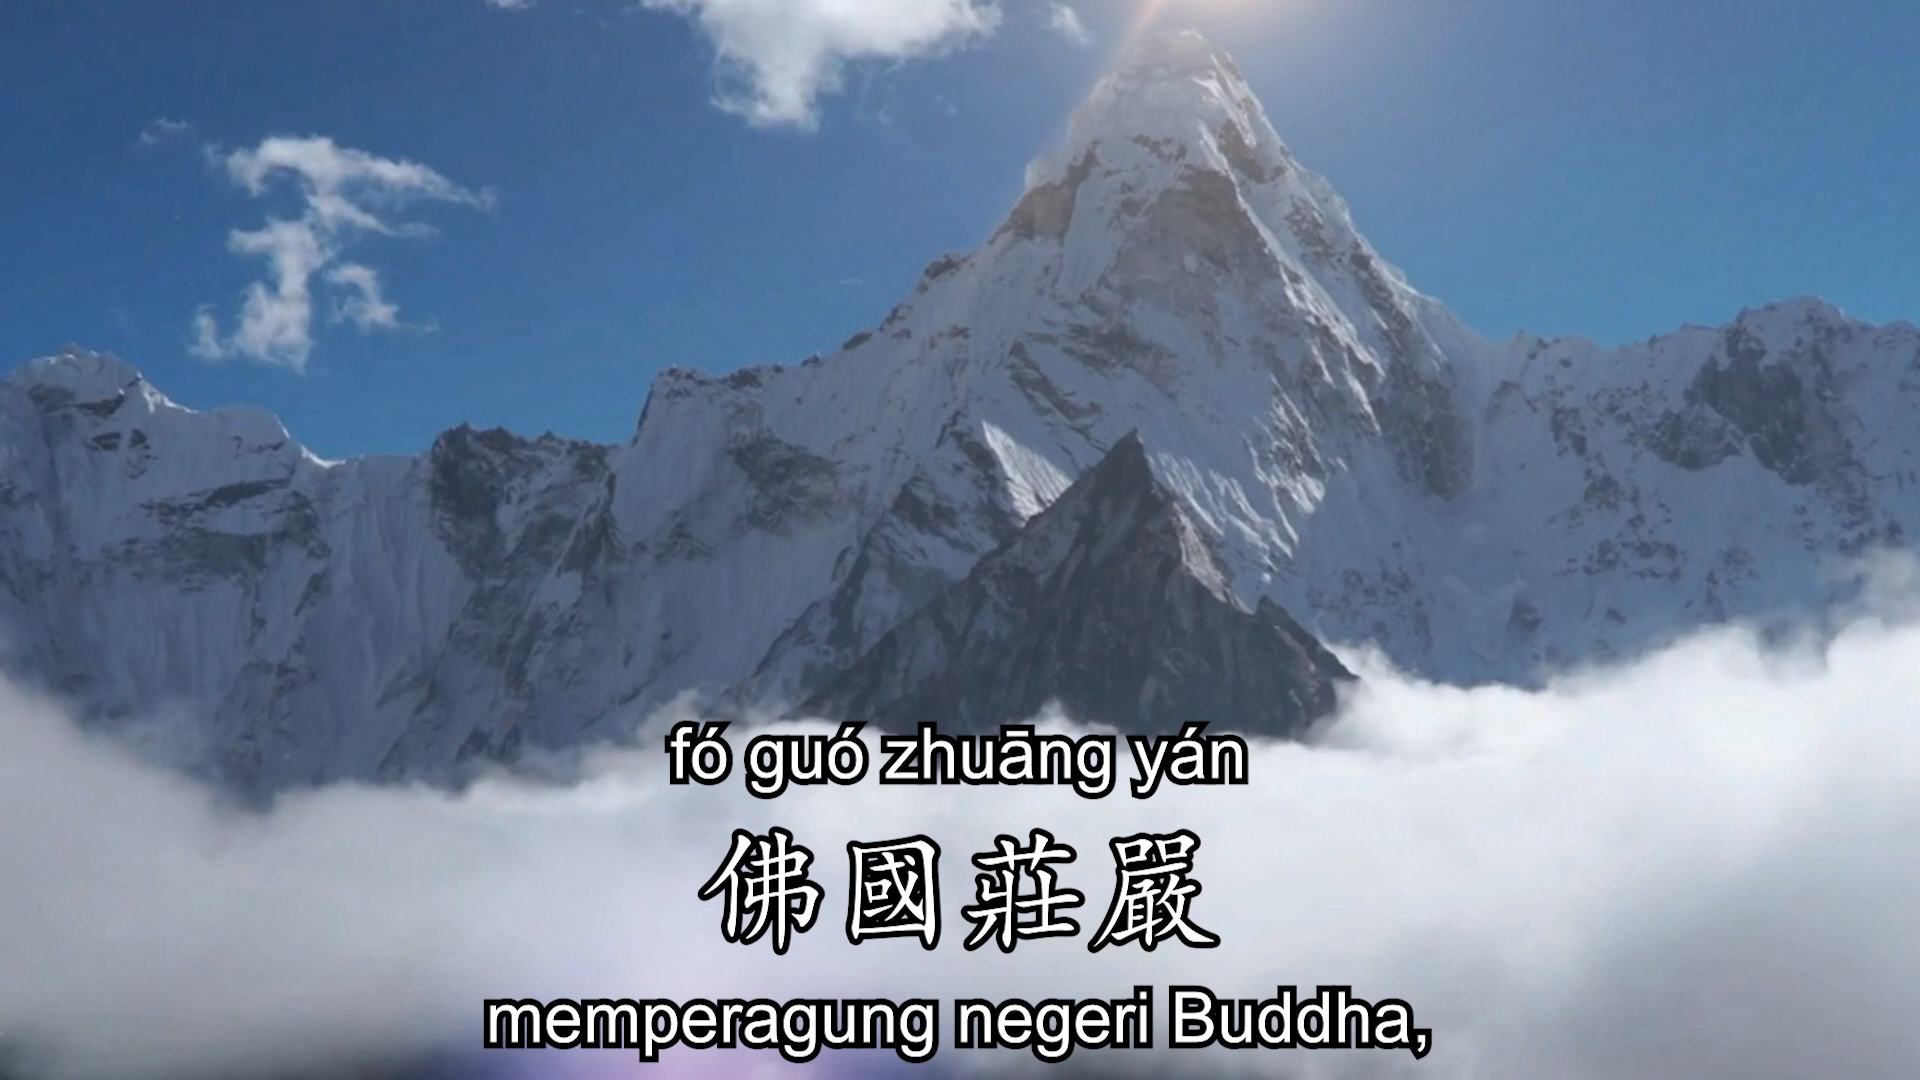 fó guó zhuāng yán
佛國莊嚴
memperagung negeri Buddha,